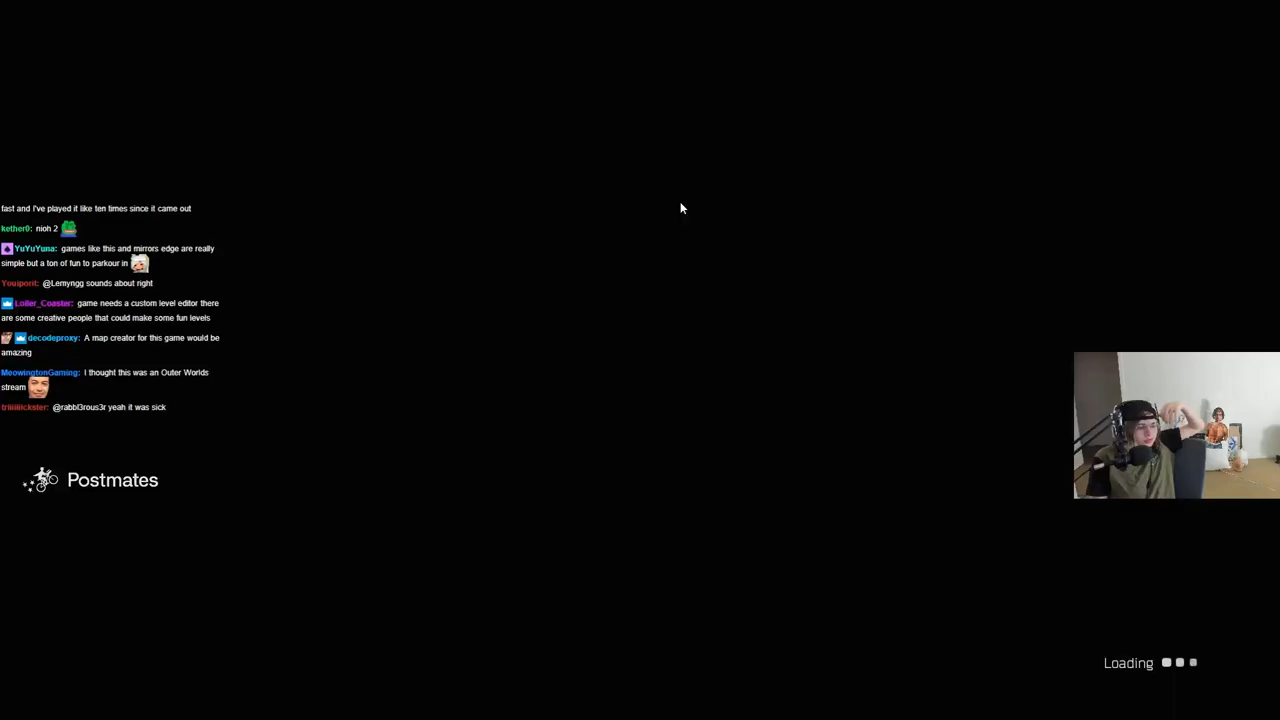 fast and I've played it like ten times since it came out
kether0: nioh 2
YuYuYuna: games like this and mirrors edge are really
simple but a ton of fun to parkour in
Youiporit: @Lemyngg sounds about right
Loller_Coaster: game needs a custom level editor there
are some creative people that could make some fun levels
decodeproxy: A map creator for this game would be
amazing
MeowingtonGaming: I thought this was an Outer Worlds
stream
@rabbl3rous3r yeah it was sick
Postmates
Loading